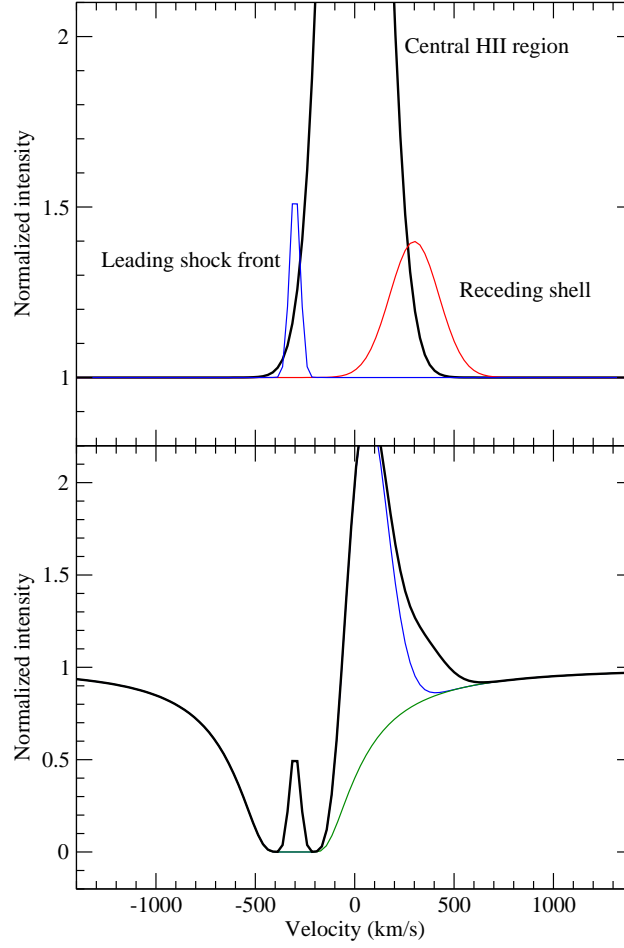 2
Central HII region
Normalized intensity
1.5
Leading shock front
Receding shell
1
2
Normalized intensity
1.5
1
0.5
0
-1000 -500 0 500 1000
Velocity (km/s)